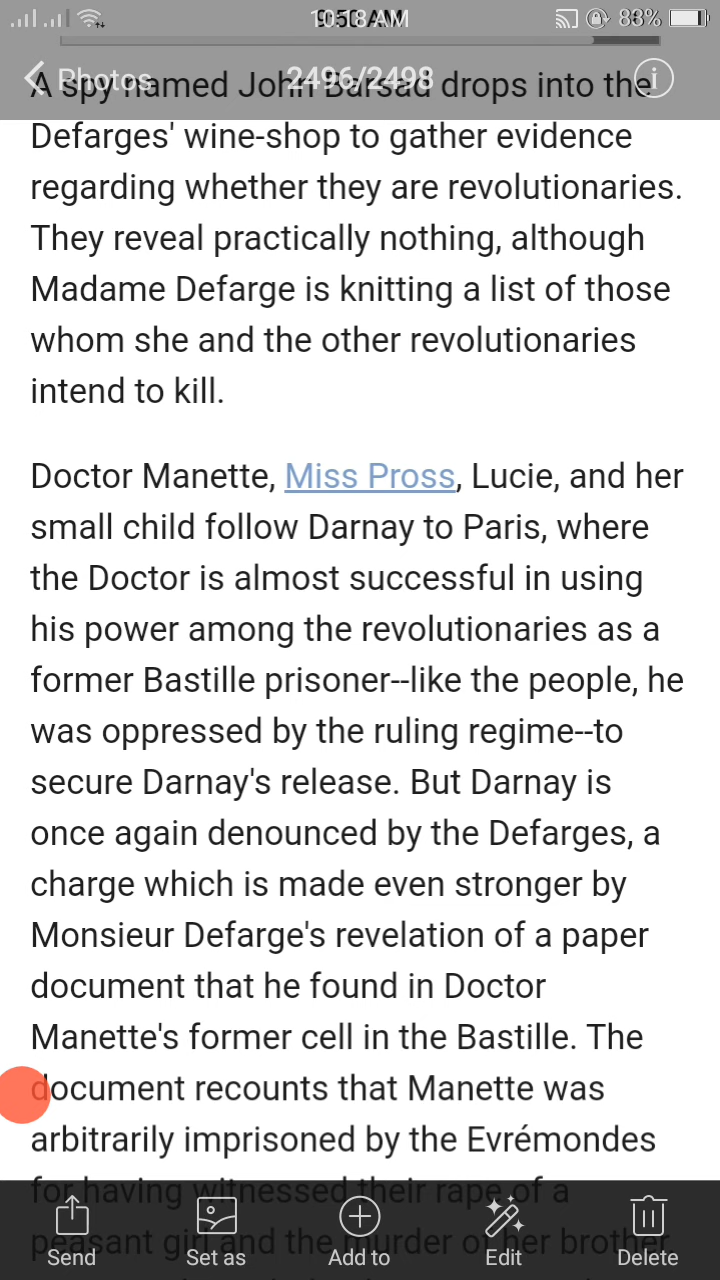 88%
Photos
2496/2498
A spy named John Barsad drops into the
Defarges' wine-shop to gather evidence
regarding whether they are revolutionaries.
They reveal practically nothing, although
Madame Defarge is knitting a list of those
whom she and the other revolutionaries
intend to kill.
Doctor Manette, Miss Pross, Lucie, and her
small child follow Darnay to Paris, where
the Doctor is almost successful in using
his power among the revolutionaries as a
former Bastille prisoner--like the people, he
was oppressed by the ruling regime--to
secure Darnay's release. But Darnay is
once again denounced by the Defarges, a
charge which is made even stronger by
Monsieur Defarge's revelation of a paper
document that he found in Doctor
Manette's former cell in the Bastille. The
document recounts that Manette was
arbitrarily imprisoned by the Evrémondes
for having witnessed their rape of a
peasant girl and the murder of her brother.
Send
Set as
Add to
Edit
Delete